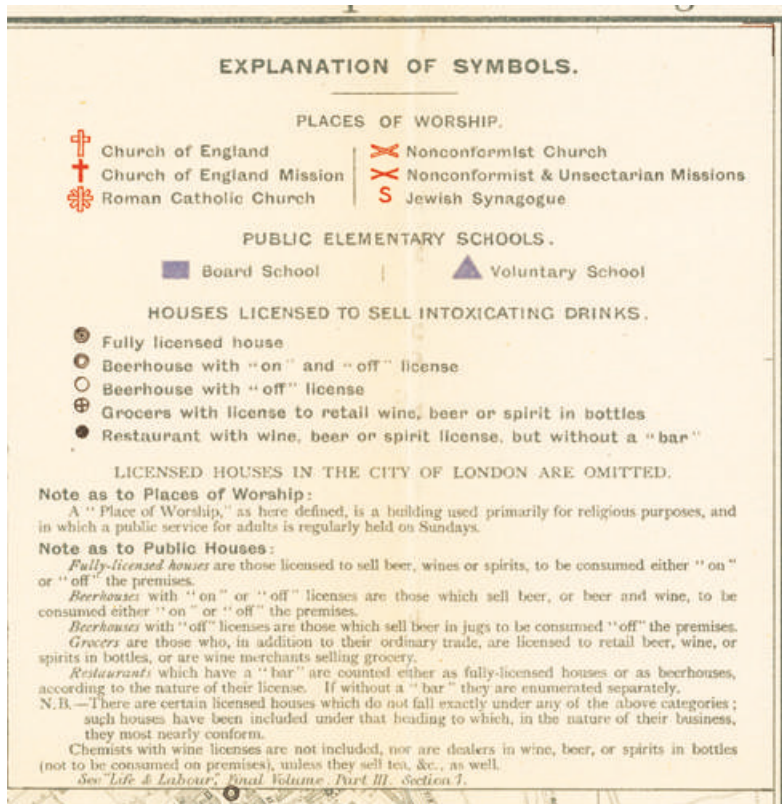 EXPLANATION OF SYMBOLS.
PLACES OF WORSHIP.
Church of England
Church of England Mission
Roman Catholic Church
Nonconformist Church
Nonconformist & Unsectarian Missions
S Jewish Synagogue
PUBLIC ELEMENTARY SCHOOLS.
Board School
Voluntary School
HOUSES LICENSED TO SELL INTOXICATING DRINKS.
Fully licensed house
Beerhouse with "on" and "off" license
Beerhouse with "off" license
Grocers with license to retail wine, beer or spirit in bottles
Restaurant with wine, beer or spirit license, but without a "bar"
LICENSED HOUSES IN THE CITY OF LONDON ARE OMITTED.
Note as to Places of Worship:
A "Place of Worship," as here defined, is a building used primarily for religious purposes, and
in which a public service for adults is regularly held on Sundays.
Note as to Public Houses:
Fully-licensed houses are those licensed to sell beer, wines or spirits, to be consumed either "on"
or "off" the premises.
Beerhouses with "on" or "off" licenses are those which sell beer, or beer and wine, to be
consumed either "on" or "off" the premises.
Beerhouses with "off" licenses are those which sell beer in jugs to be consumed "off" the premises.
Grocers are those who, in addition to their ordinary trade, are licensed to retail beer, wine, or
spirits in bottles, or are wine merchants selling grocery.
Restaurants which have a "bar" are counted either as fully-licensed houses or as beerhouses,
according to the nature of their license. If without a "bar" they are enumerated separately.
N.B.—There are certain licensed houses which do not fall exactly under any of the above categories;
such houses have been included under that heading to which, in the nature of their business,
they most nearly conform.
Chemists with wine licenses are not included, nor are dealers in wine, beer, or spirits in bottles
(not to be consumed on premises), unless they sell tea, &c., as well.
See "Life & Labour," Final Volume, Part III. Section 1.